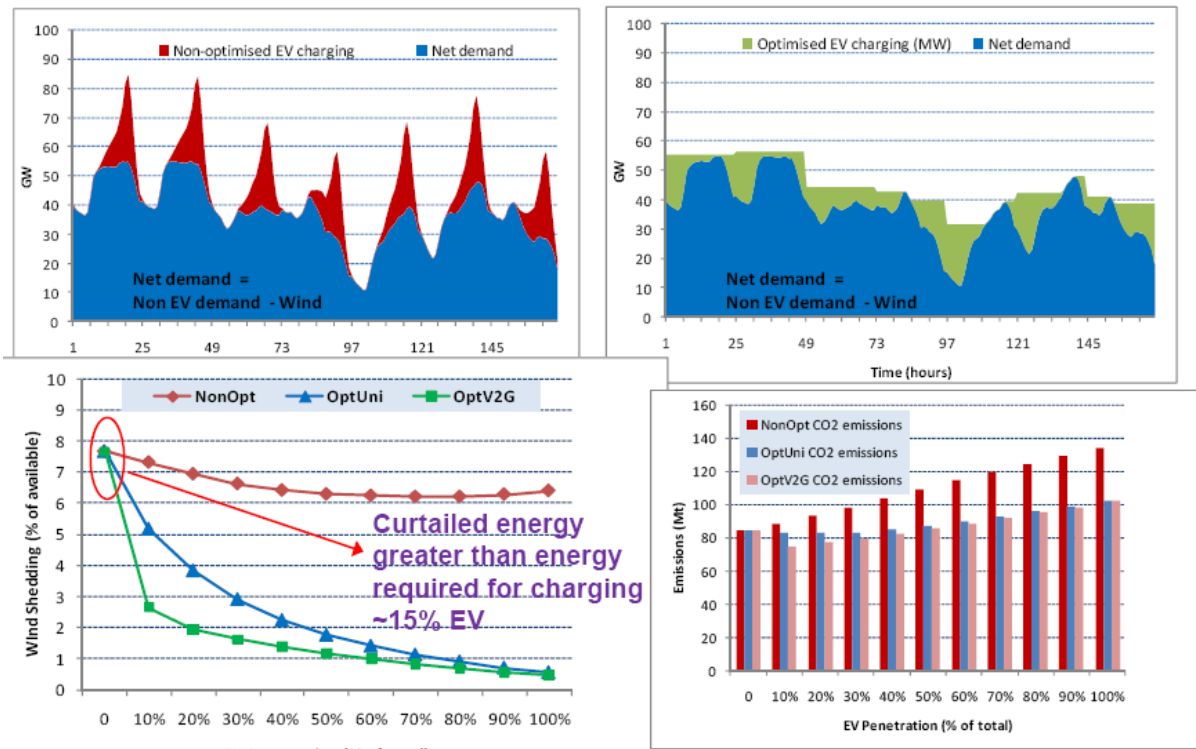 100
90
80
70
60
50
40
30
20
10
0
GW
Non-optimised EV charging Net demand
Net demand =
Non EV demand - Wind
1 25 49 73 97 121 145
100
90
80
70
60
50
40
30
20
10
0
GW
Optimised EV charging (MW) Net demand
Net demand =
Non EV demand - Wind
1 25 49 73 97 121 145
Time (hours)
10
9
8
7
6
5
4
3
2
1
0
Wind Shedding (% of available)
NonOpt OptUni OptV2G
Curtailed energy
greater than energy
required for charging
~15% EV
0 10% 20% 30% 40% 50% 60% 70% 80% 90% 100%
160
140
120
100
80
60
40
20
0
Emissions (Mt)
NonOpt CO2 emissions
OptUni CO2 emissions
OptV2G CO2 emissions
0 10% 20% 30% 40% 50% 60% 70% 80% 90% 100%
EV Penetration (% of total)